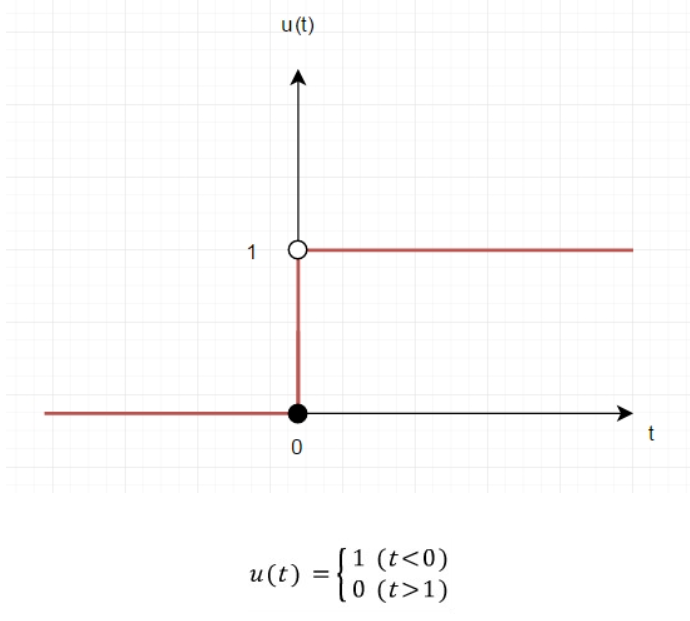 u(t)
1
0
t
u(t) = { 1 (t<0)
0 (t>1)